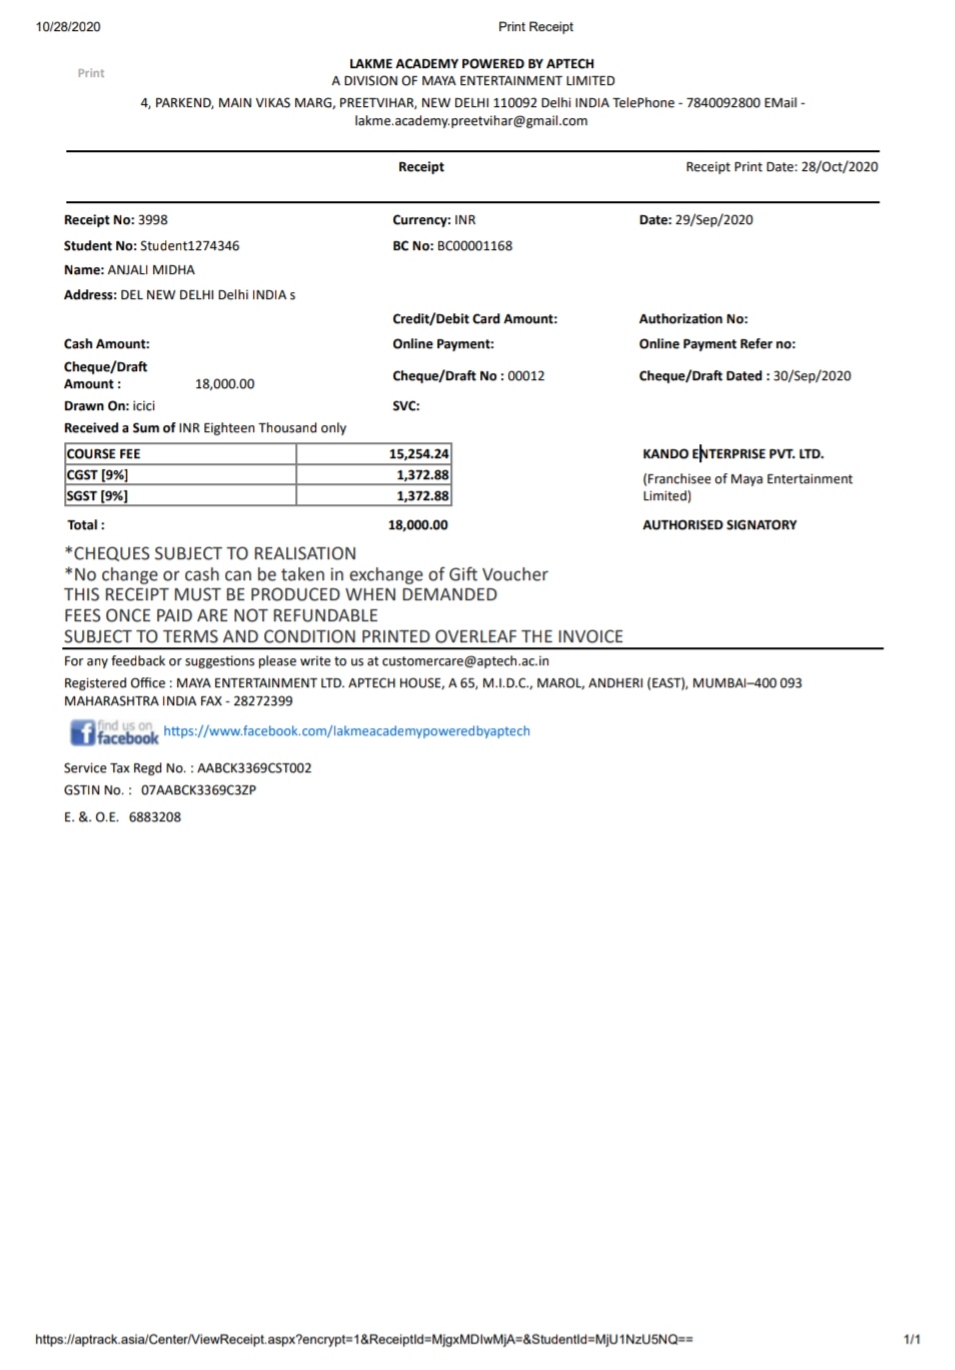 10/28/2020 Print Receipt
Print
LAKME ACADEMY POWERED BY APTECH
A DIVISION OF MAYA ENTERTAINMENT LIMITED
4, PARKEND, MAIN VIKAS MARG, PREETVIHAR, NEW DELHI 110092 Delhi INDIA TelePhone - 7840092800 EMail -
lakme.academy.preetvihar@gmail.com
Receipt Receipt Print Date: 28/Oct/2020
Receipt No: 3998 Currency: INR Date: 29/Sep/2020
Student No: Student1274346 BC No: BC00001168
Name: ANJALI MIDHA
Address: DEL NEW DELHI Delhi INDIA s
Credit/Debit Card Amount: Authorization No:
Cash Amount: Online Payment: Online Payment Refer no:
Cheque/Draft
Amount : 18,000.00 Cheque/Draft No : 00012 Cheque/Draft Dated : 30/Sep/2020
Drawn On: icici SVC:
Received a Sum of INR Eighteen Thousand only
COURSE FEE 15,254.24 KANDO ENTERPRISE PVT. LTD.
CGST [9%] 1,372.88 (Franchisee of Maya Entertainment
SGST [9%] 1,372.88 Limited)
Total : 18,000.00 AUTHORISED SIGNATORY
*CHEQUES SUBJECT TO REALISATION
*No change or cash can be taken in exchange of Gift Voucher
THIS RECEIPT MUST BE PRODUCED WHEN DEMANDED
FEES ONCE PAID ARE NOT REFUNDABLE
SUBJECT TO TERMS AND CONDITION PRINTED OVERLEAF THE INVOICE
For any feedback or suggestions please write to us at customercare@aptech.ac.in
Registered Office : MAYA ENTERTAINMENT LTD. APTECH HOUSE, A 65, M.I.D.C., MAROL, ANDHERI (EAST), MUMBAI–400 093
MAHARASHTRA INDIA FAX - 28272399
find us on
facebook https://www.facebook.com/lakmeacademypoweredbyaptech
Service Tax Regd No. : AABCK3369CST002
GSTIN No. : 07AABCK3369C3ZP
E. &. O.E. 6883208
https://aptrack.asia/Center/ViewReceipt.aspx?encrypt=1&ReceiptId=MjgxMDIwMjA=&StudentId=MjU1NzU5NQ== 1/1